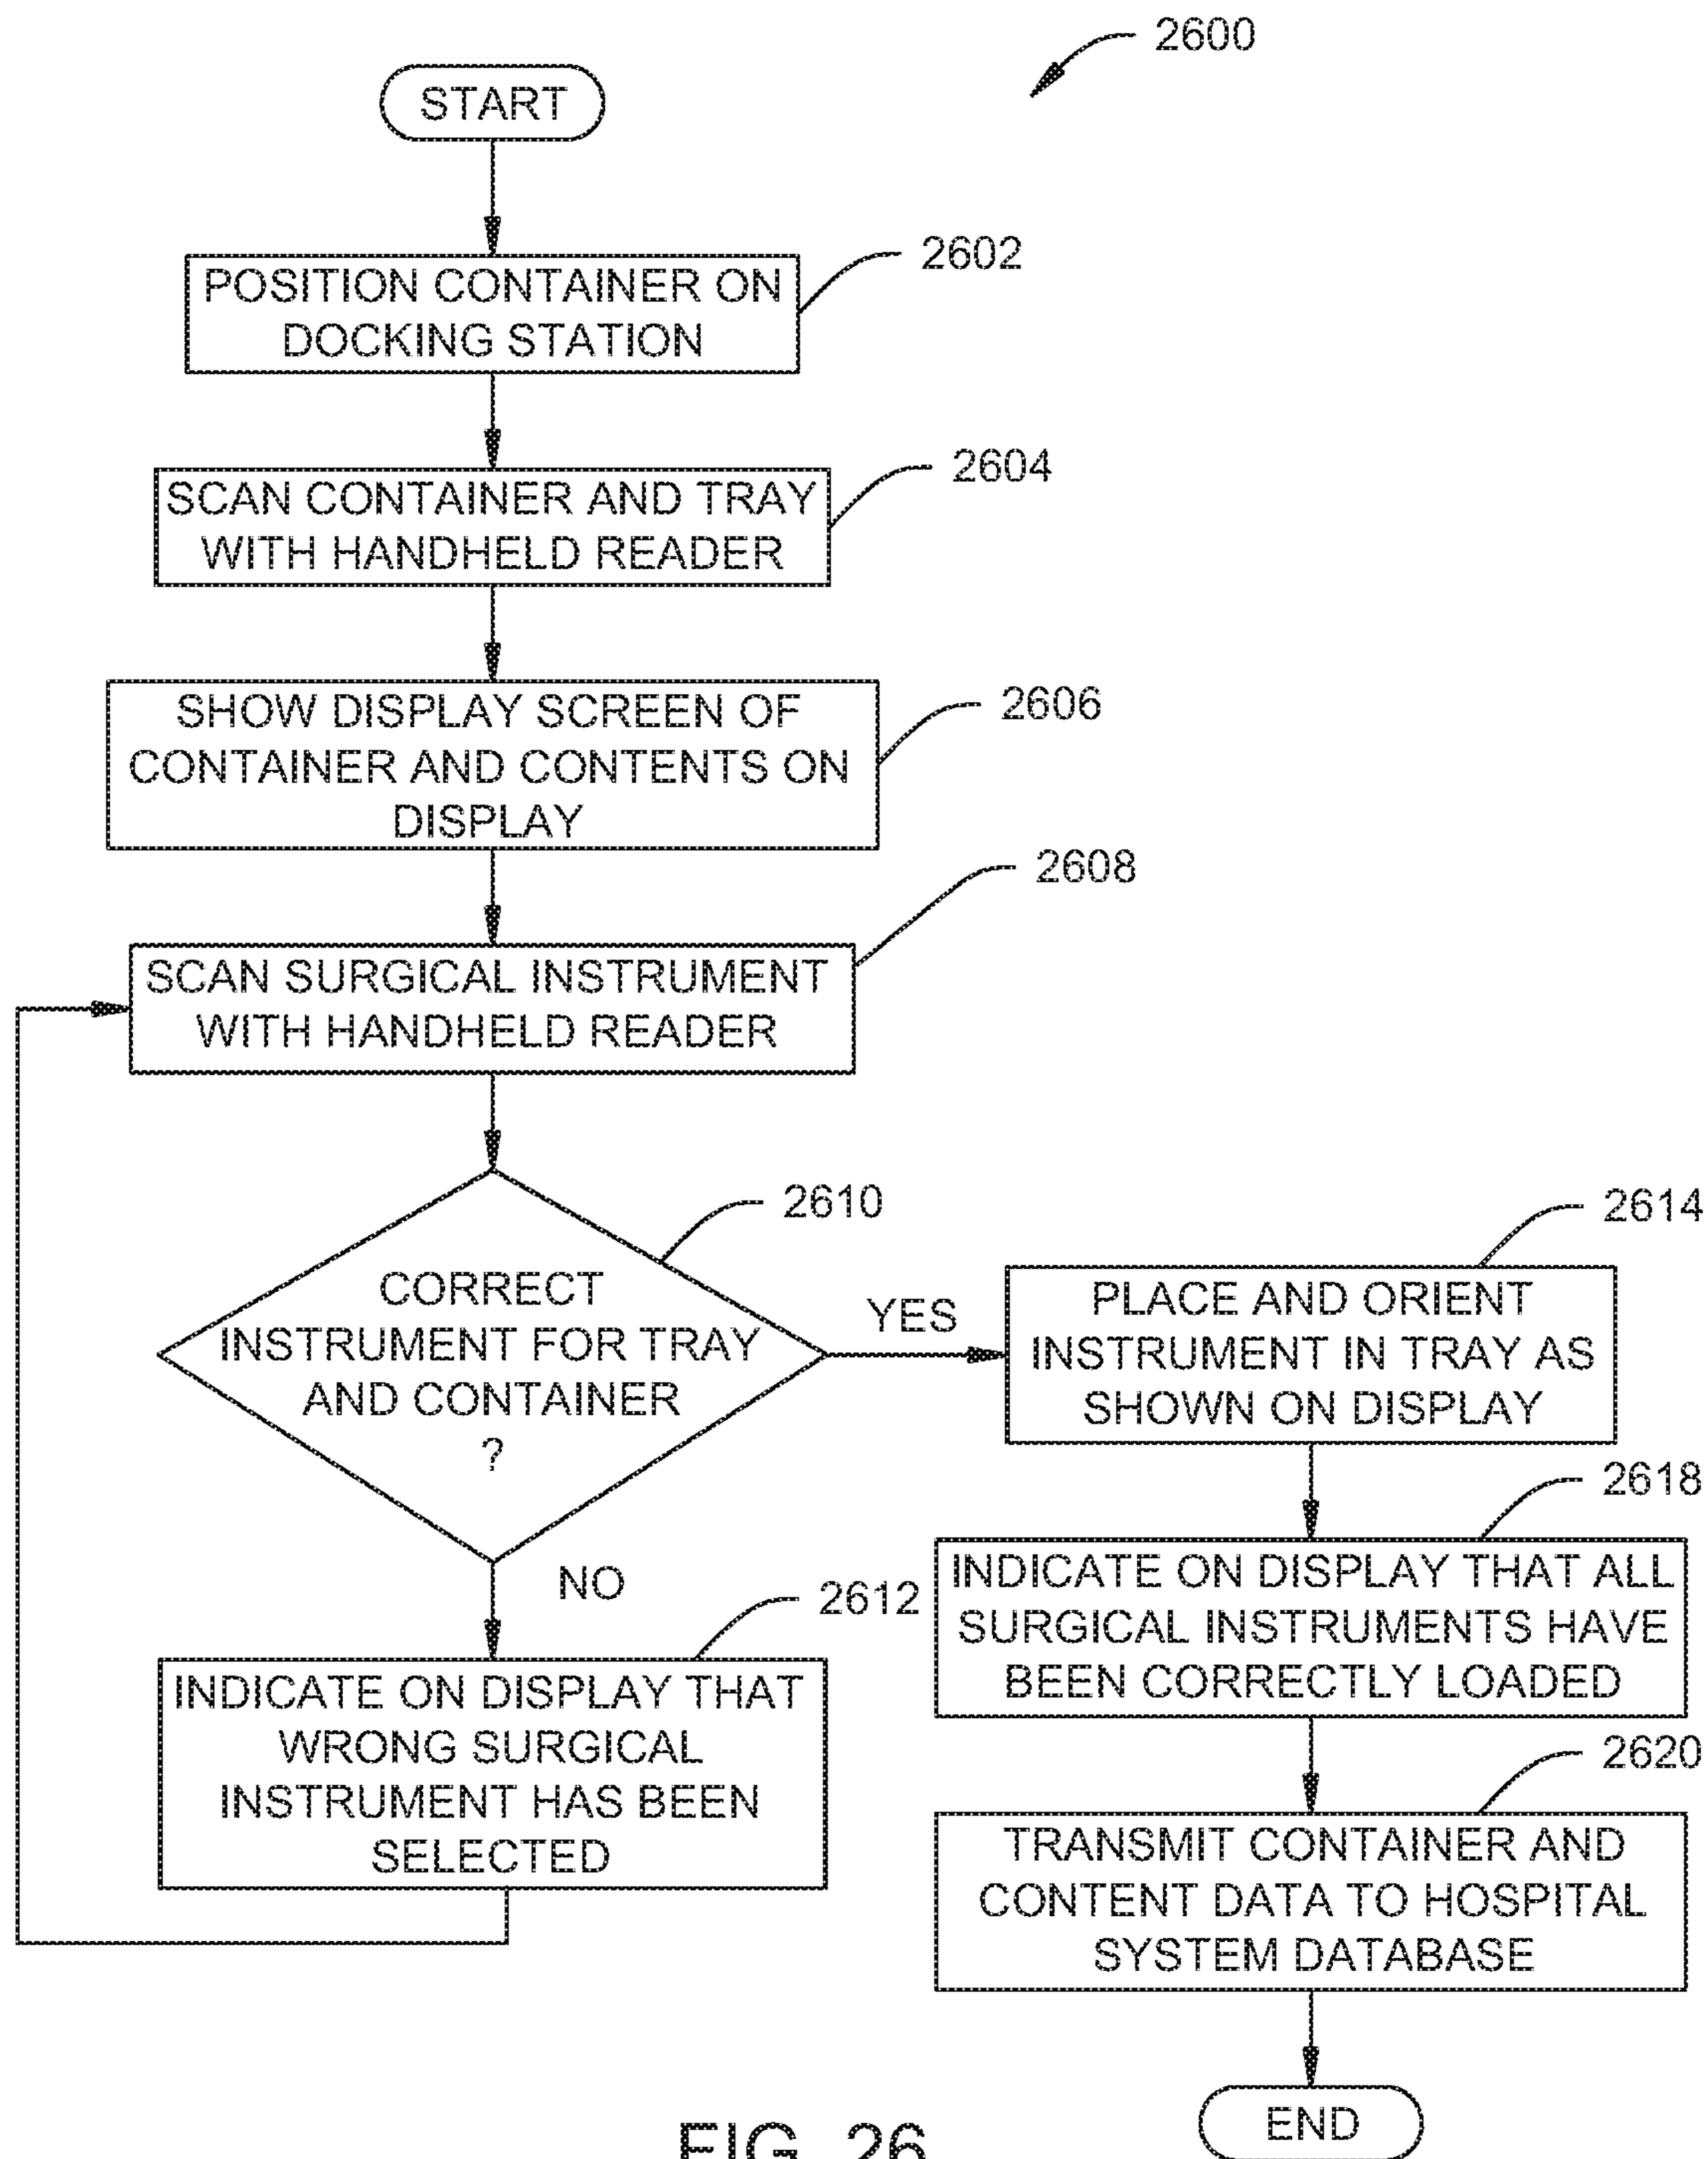 2600
START
2602
POSITION CONTAINER ON
DOCKING STATION
2604
SCAN CONTAINER AND TRAY
WITH HANDHELD READER
2606
SHOW DISPLAY SCREEN OF
CONTAINER AND CONTENTS ON
DISPLAY
2608
SCAN SURGICAL INSTRUMENT
WITH HANDHELD READER
2610
CORRECT
INSTRUMENT FOR TRAY
AND CONTAINER
?
NO
2612
INDICATE ON DISPLAY THAT
WRONG SURGICAL
INSTRUMENT HAS BEEN
SELECTED
YES
2614
PLACE AND ORIENT
INSTRUMENT IN TRAY AS
SHOWN ON DISPLAY
2618
INDICATE ON DISPLAY THAT ALL
SURGICAL INSTRUMENTS HAVE
BEEN CORRECTLY LOADED
2620
TRANSMIT CONTAINER AND
CONTENT DATA TO HOSPITAL
SYSTEM DATABASE
END
FIG. 26